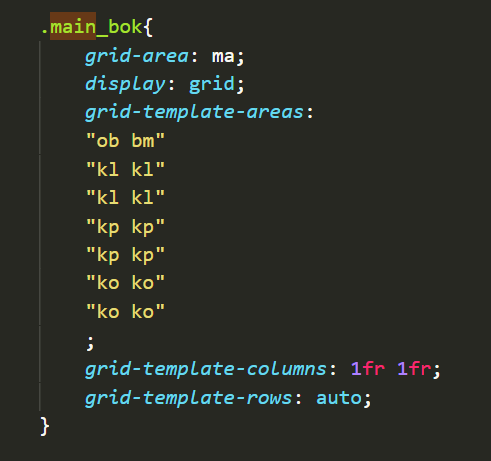 .main_bok{
grid-area: ma;
display: grid;
grid-template-areas:
"ob bm"
"kl kl"
"kl kl"
"kp kp"
"kp kp"
"ko ko"
"ko ko"
;
grid-template-columns: 1fr 1fr;
grid-template-rows: auto;
}